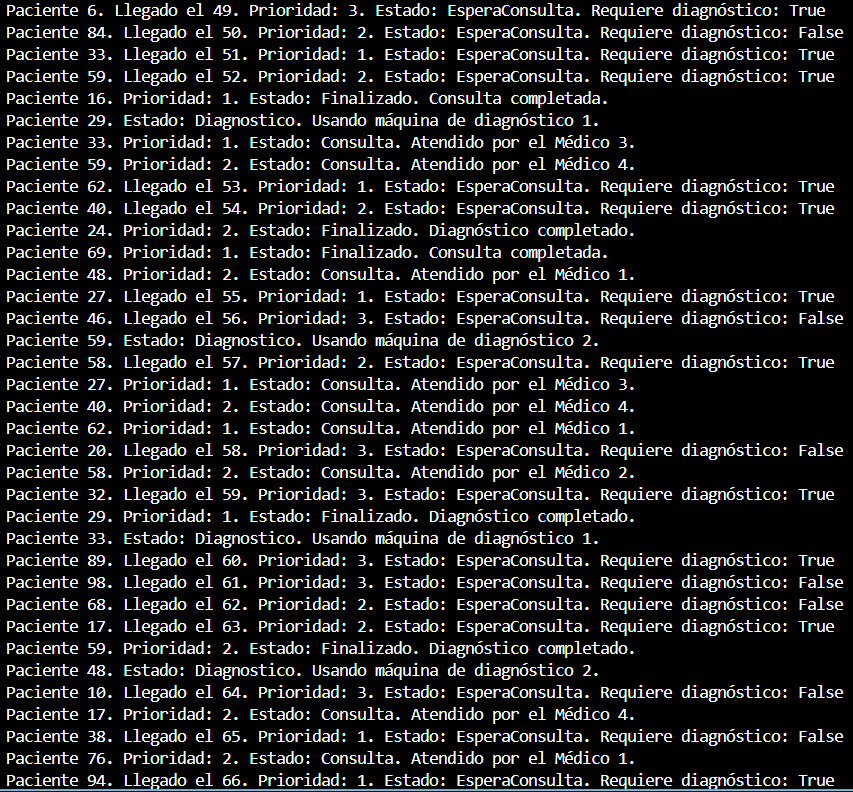 Paciente 6. Llegado el 49. Prioridad: 3. Estado: EsperaConsulta. Requiere diagnóstico: True
Paciente 84. Llegado el 50. Prioridad: 2. Estado: EsperaConsulta. Requiere diagnóstico: False
Paciente 33. Llegado el 51. Prioridad: 1. Estado: EsperaConsulta. Requiere diagnóstico: True
Paciente 59. Llegado el 52. Prioridad: 2. Estado: EsperaConsulta. Requiere diagnóstico: True
Paciente 16. Prioridad: 1. Estado: Finalizado. Consulta completada.
Paciente 29. Estado: Diagnostico. Usando máquina de diagnóstico 1.
Paciente 33. Prioridad: 1. Estado: Consulta. Atendido por el Médico 3.
Paciente 59. Prioridad: 2. Estado: Consulta. Atendido por el Médico 4.
Paciente 62. Llegado el 53. Prioridad: 1. Estado: EsperaConsulta. Requiere diagnóstico: True
Paciente 40. Llegado el 54. Prioridad: 2. Estado: EsperaConsulta. Requiere diagnóstico: True
Paciente 24. Prioridad: 2. Estado: Finalizado. Diagnóstico completado.
Paciente 69. Prioridad: 1. Estado: Finalizado. Consulta completada.
Paciente 48. Prioridad: 2. Estado: Consulta. Atendido por el Médico 1.
Paciente 27. Llegado el 55. Prioridad: 1. Estado: EsperaConsulta. Requiere diagnóstico: True
Paciente 46. Llegado el 56. Prioridad: 3. Estado: EsperaConsulta. Requiere diagnóstico: False
Paciente 59. Estado: Diagnostico. Usando máquina de diagnóstico 2.
Paciente 58. Llegado el 57. Prioridad: 2. Estado: EsperaConsulta. Requiere diagnóstico: True
Paciente 27. Prioridad: 1. Estado: Consulta. Atendido por el Médico 3.
Paciente 40. Prioridad: 2. Estado: Consulta. Atendido por el Médico 4.
Paciente 62. Prioridad: 1. Estado: Consulta. Atendido por el Médico 1.
Paciente 20. Llegado el 58. Prioridad: 3. Estado: EsperaConsulta. Requiere diagnóstico: False
Paciente 58. Prioridad: 2. Estado: Consulta. Atendido por el Médico 2.
Paciente 32. Llegado el 59. Prioridad: 3. Estado: EsperaConsulta. Requiere diagnóstico: True
Paciente 29. Prioridad: 1. Estado: Finalizado. Diagnóstico completado.
Paciente 33. Estado: Diagnostico. Usando máquina de diagnóstico 1.
Paciente 89. Llegado el 60. Prioridad: 3. Estado: EsperaConsulta. Requiere diagnóstico: True
Paciente 98. Llegado el 61. Prioridad: 3. Estado: EsperaConsulta. Requiere diagnóstico: False
Paciente 68. Llegado el 62. Prioridad: 2. Estado: EsperaConsulta. Requiere diagnóstico: False
Paciente 17. Llegado el 63. Prioridad: 2. Estado: EsperaConsulta. Requiere diagnóstico: True
Paciente 59. Prioridad: 2. Estado: Finalizado. Diagnóstico completado.
Paciente 48. Estado: Diagnostico. Usando máquina de diagnóstico 2.
Paciente 10. Llegado el 64. Prioridad: 3. Estado: EsperaConsulta. Requiere diagnóstico: False
Paciente 17. Prioridad: 2. Estado: Consulta. Atendido por el Médico 4.
Paciente 38. Llegado el 65. Prioridad: 1. Estado: EsperaConsulta. Requiere diagnóstico: False
Paciente 76. Prioridad: 2. Estado: Consulta. Atendido por el Médico 1.
Paciente 94. Llegado el 66. Prioridad: 1. Estado: EsperaConsulta. Requiere diagnóstico: True